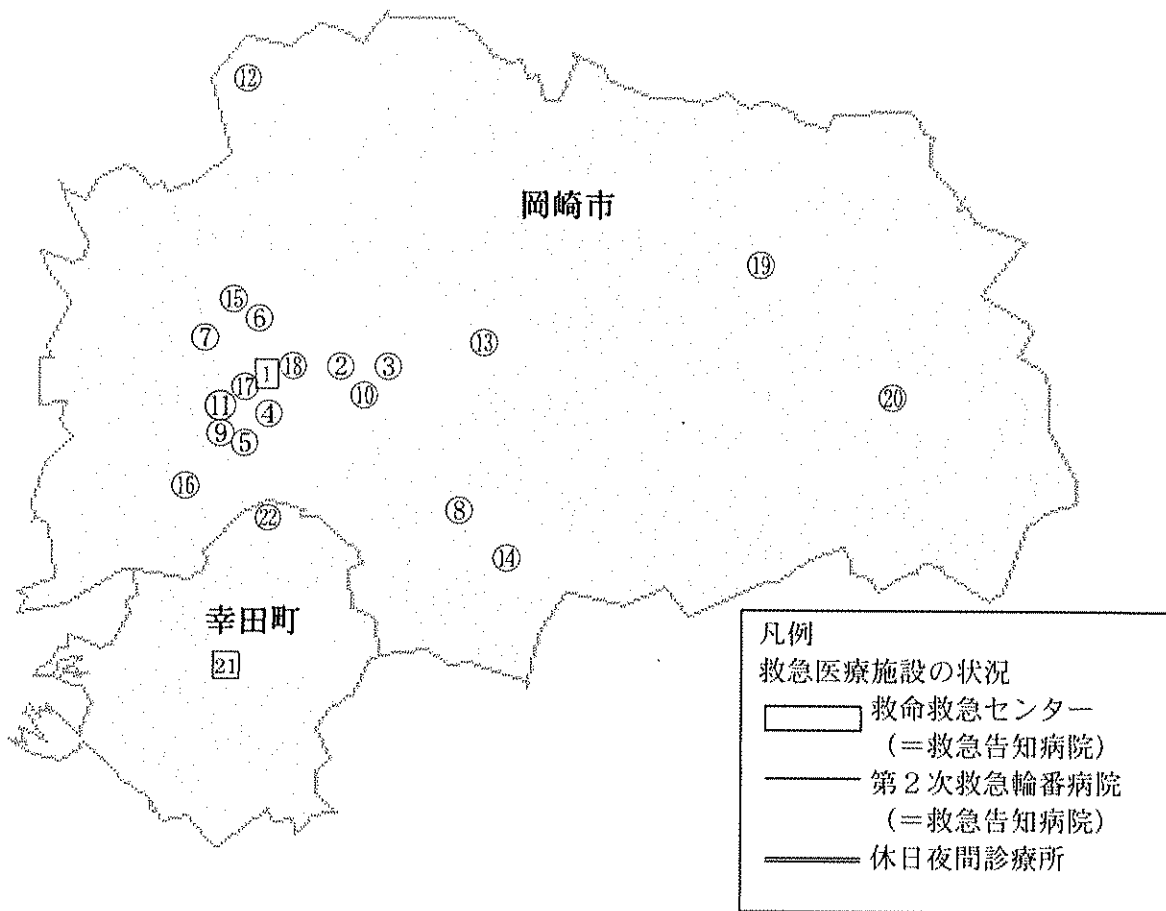 ⑫
岡崎市
⑲
⑮
⑥
⑦
⑬
1
⑱
②
③
⑰
⑩
⑪
④
⑳
⑨
⑤
⑯
㉒
⑧
⑭
幸田町
21
凡例
救急医療施設の状況
救命救急センター
(=救急告知病院)
第2次救急輪番病院
(=救急告知病院)
休日夜間診療所